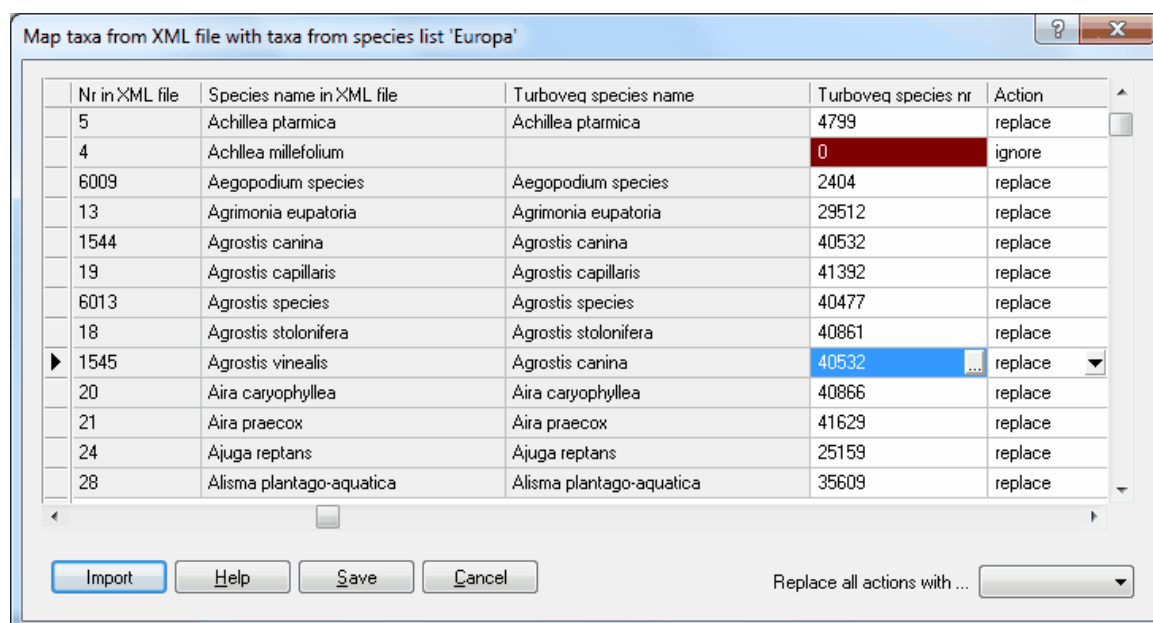 Map taxa from XML file with taxa from species list 'Europa'
Nr in XML file Species name in XML file Turboveg species name Turboveg species nr Action
5 Achillea ptarmica Achillea ptarmica 4799 replace
4 Achllea millefolium 0 ignore
6009 Aegopodium species Aegopodium species 2404 replace
13 Agrimonia eupatoria Agrimonia eupatoria 29512 replace
1544 Agrostis canina Agrostis canina 40532 replace
19 Agrostis capillaris Agrostis capillaris 41392 replace
6013 Agrostis species Agrostis species 40477 replace
18 Agrostis stolonifera Agrostis stolonifera 40861 replace
1545 Agrostis vinealis Agrostis canina 40532 ... replace
20 Aira caryophyllea Aira caryophyllea 40866 replace
21 Aira praecox Aira praecox 41629 replace
24 Ajuga reptans Ajuga reptans 25159 replace
28 Alisma plantago-aquatica Alisma plantago-aquatica 35609 replace
Import Help Save Cancel Replace all actions with ...